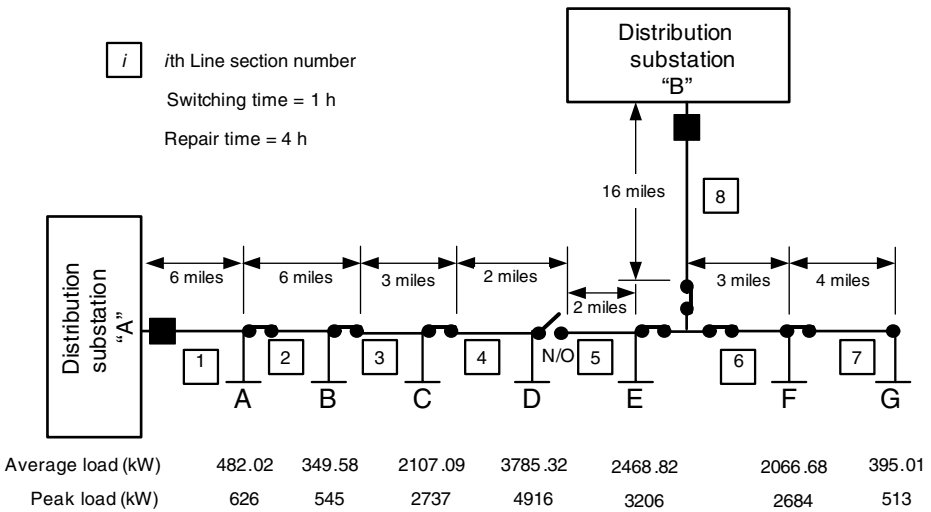 Distribution
substation
"B"
i
ith Line section number
Switching time = 1 h
Repair time = 4 h
16 miles
8
Distribution
substation
"A"
6 miles
6 miles
3 miles
2 miles
2 miles
3 miles
4 miles
1
2
3
4
N/O
5
6
7
A
B
C
D
E
F
G
Average load (kW) 482.02 349.58 2107.09 3785.32 2468.82 2066.68 395.01
Peak load (kW) 626 545 2737 4916 3206 2684 513